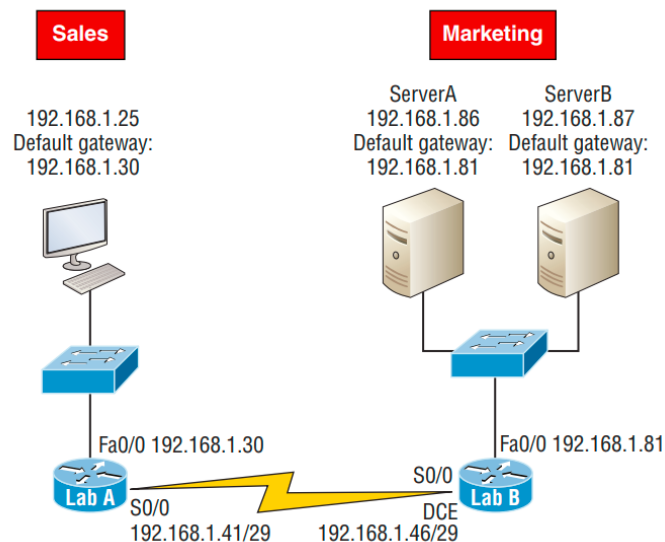 Sales
Marketing
192.168.1.25
Default gateway:
192.168.1.30
ServerA
192.168.1.86
Default gateway:
192.168.1.81
ServerB
192.168.1.87
Default gateway:
192.168.1.81
Fa0/0 192.168.1.30
Fa0/0 192.168.1.81
Lab A
S0/0
192.168.1.41/29
S0/0
DCE
192.168.1.46/29
Lab B